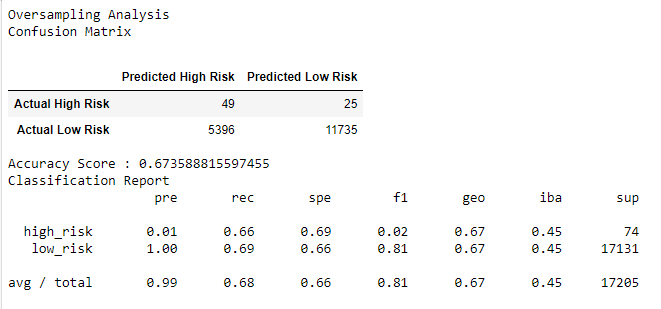 Oversampling Analysis
Confusion Matrix
Predicted High Risk Predicted Low Risk
Actual High Risk 49 25
Actual Low Risk 5396 11735
Accuracy Score : 0.673588815597455
Classification Report
pre rec spe f1 geo iba sup
high_risk 0.01 0.66 0.69 0.02 0.67 0.45 74
low_risk 1.00 0.69 0.66 0.81 0.67 0.45 17131
avg / total 0.99 0.68 0.66 0.81 0.67 0.45 17205